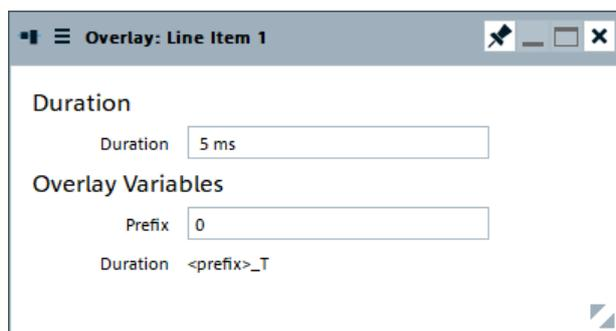 Overlay: Line Item 1
Duration
Duration 5 ms
Overlay Variables
Prefix 0
Duration <prefix>_T